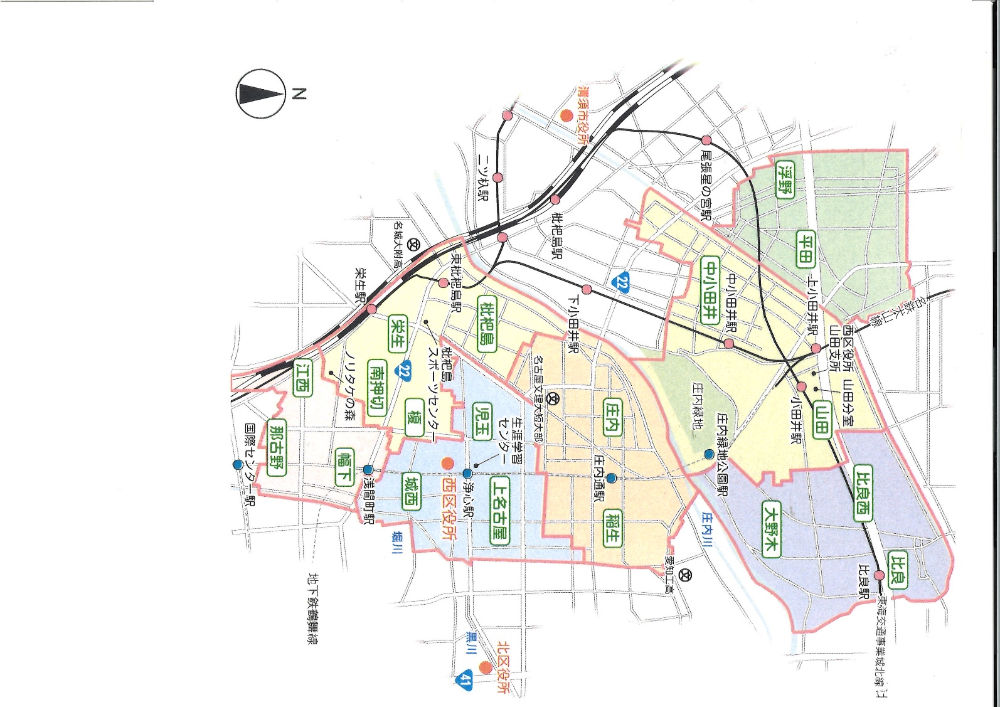 N
清須市役所
二ツ杁駅
尾張星の宮駅
枇杷島駅
浮野
平田
上小田井駅
名鉄犬山線
中小田井
中小田井駅
西区役所
山田支所
山田分室
山田
小田井駅
下小田井駅
22
名城大附高
東枇杷島駅
栄生駅
枇杷島
栄生
枇杷島
スポーツセンター
22
南押切
ノリタケの森
江西
榎
児玉
名古屋文理大短大部
庄内
庄内緑地
庄内緑地公園駅
生涯学習
センター
庄内通駅
那古野
国際センター駅
幅下
浅間町駅
城西
西区役所
浄心駅
上名古屋
稲生
庄内川
大野木
比良西
比良
比良駅
堀川
愛知工高
地下鉄鶴舞線
黒川
北区役所
41
東海交通事業城北線